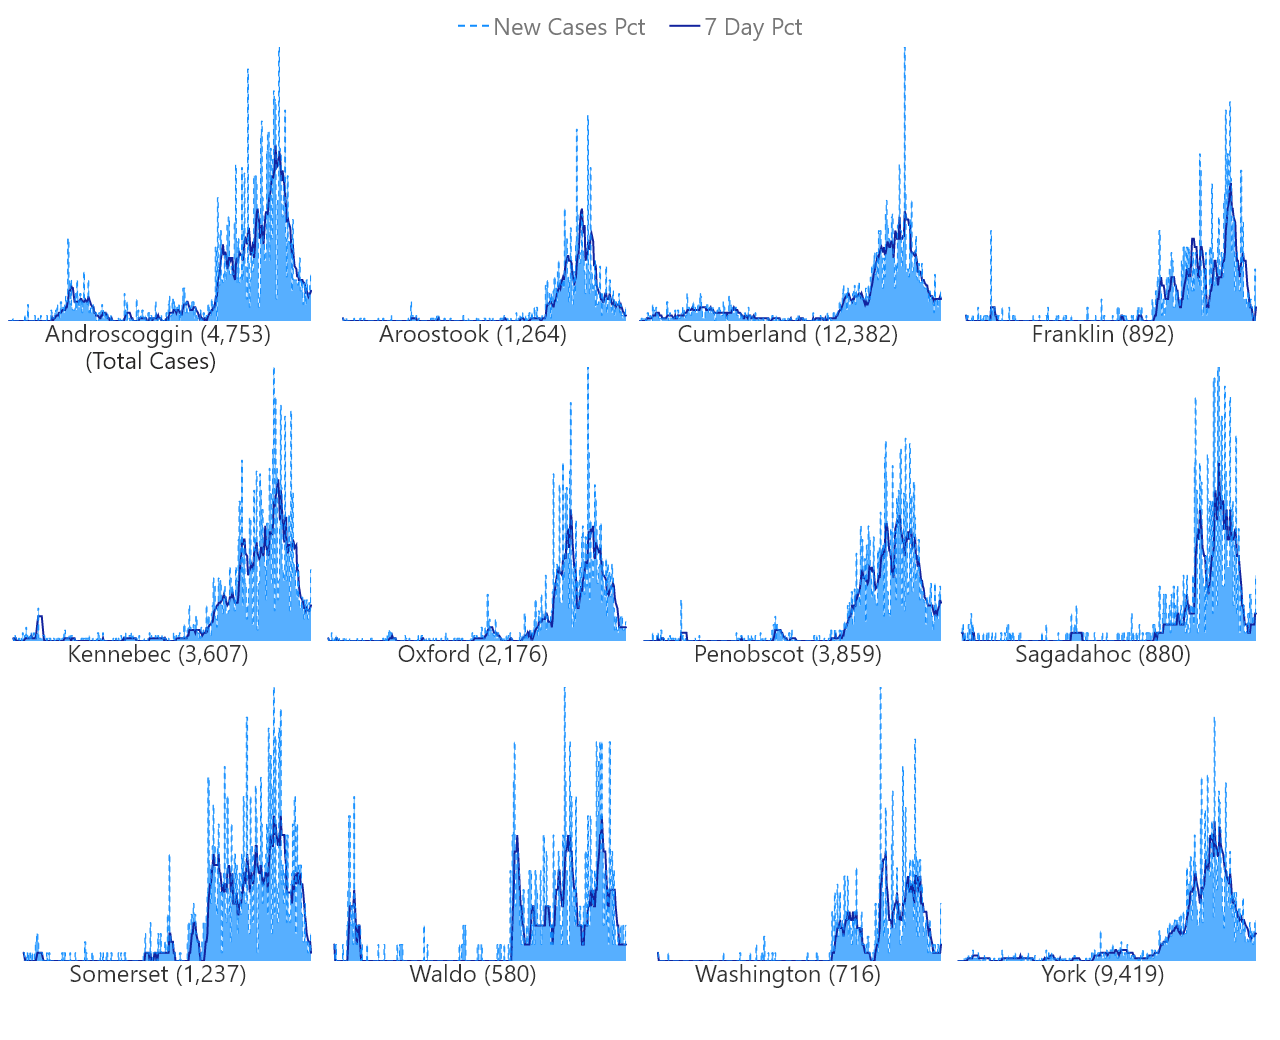 New Cases Pct 7 Day Pct
Androscoggin (4,753) Aroostook (1,264) Cumberland (12,382) Franklin (892)
(Total Cases)
Kennebec (3,607) Oxford (2,176) Penobscot (3,859) Sagadahoc (880)
Somerset (1,237) Waldo (580) Washington (716) York (9,419)